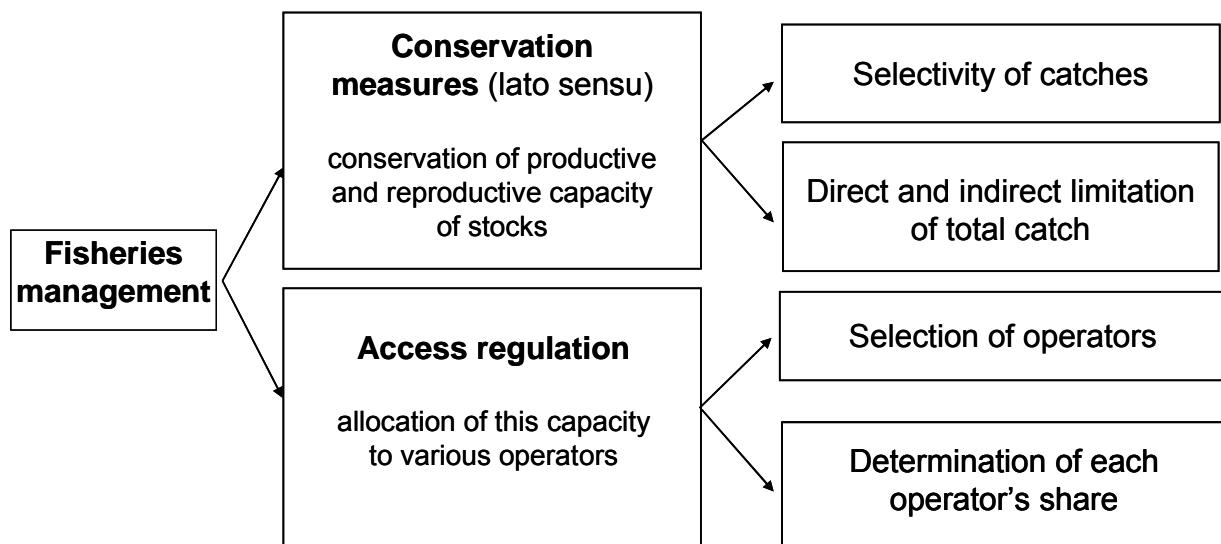 Fisheries
management
Conservation
measures (lato sensu)
conservation of productive
and reproductive capacity
of stocks
Access regulation
allocation of this capacity
to various operators
Selectivity of catches
Direct and indirect limitation
of total catch
Selection of operators
Determination of each
operator’s share